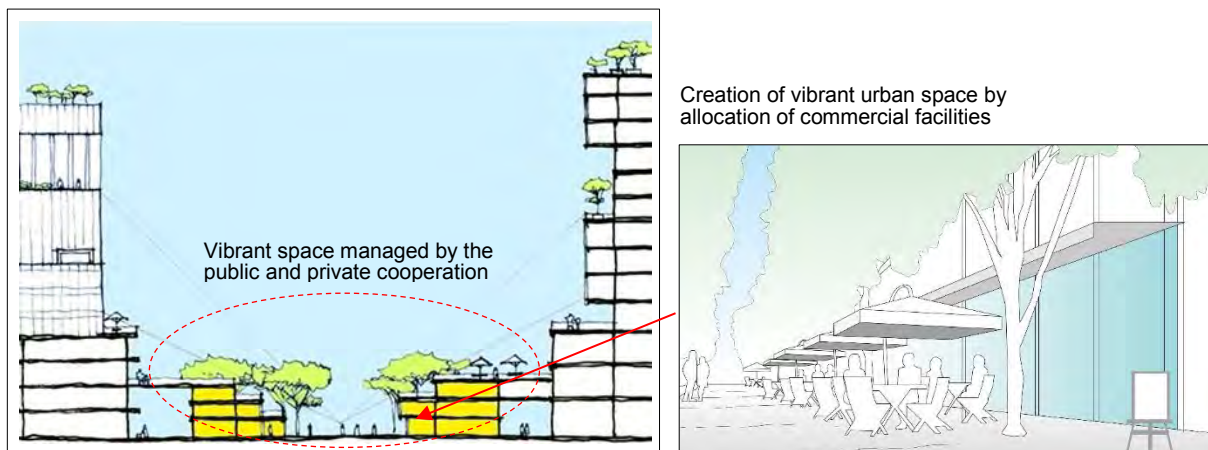 Creation of vibrant urban space by
allocation of commercial facilities
Vibrant space managed by the
public and private cooperation